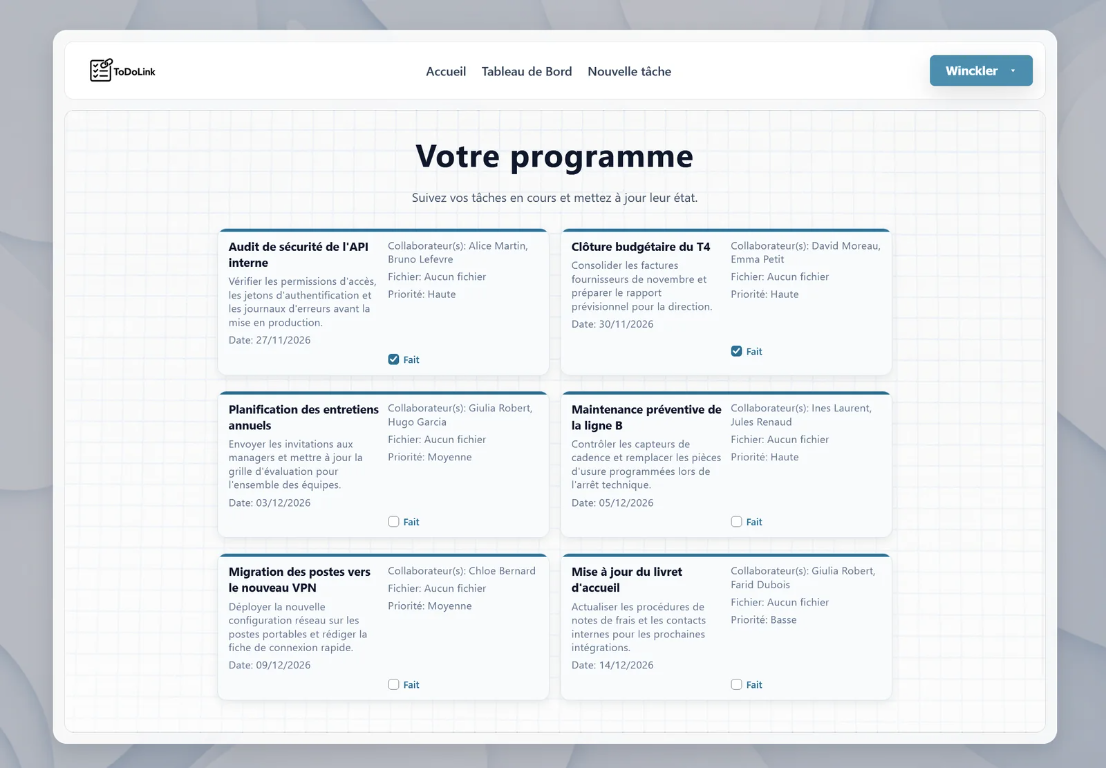 ToDoLink
Accueil
Tableau de Bord
Nouvelle tâche
Winckler
Votre programme
Suivez vos tâches en cours et mettez à jour leur état.
Audit de sécurité de l'API
interne
Vérifier les permissions d'accès,
les jetons d'authentification et
les journaux d'erreurs avant la
mise en production.
Date: 27/11/2026
Collaborateur(s): Alice Martin,
Bruno Lefevre
Fichier: Aucun fichier
Priorité: Haute
Fait
Clôture budgétaire du T4
Consolider les factures
fournisseurs de novembre et
préparer le rapport
prévisionnel pour la direction.
Date: 30/11/2026
Collaborateur(s): David Moreau,
Emma Petit
Fichier: Aucun fichier
Priorité: Haute
Fait
Planification des entretiens
annuels
Envoyer les invitations aux
managers et mettre à jour la
grille d'évaluation pour
l'ensemble des équipes.
Date: 03/12/2026
Collaborateur(s): Giulia Robert,
Hugo Garcia
Fichier: Aucun fichier
Priorité: Moyenne
Fait
Maintenance préventive de
la ligne B
Contrôler les capteurs de
cadence et remplacer les pièces
d'usure programmées lors de
l'arrêt technique.
Date: 05/12/2026
Collaborateur(s): Ines Laurent,
Jules Renaud
Fichier: Aucun fichier
Priorité: Haute
Fait
Migration des postes vers
le nouveau VPN
Déployer la nouvelle
configuration réseau sur les
postes portables et rédiger la
fiche de connexion rapide.
Date: 09/12/2026
Collaborateur(s): Chloe Bernard
Fichier: Aucun fichier
Priorité: Moyenne
Fait
Mise à jour du livret
d'accueil
Actualiser les procédures de
notes de frais et les contacts
internes pour les prochaines
intégrations.
Date: 14/12/2026
Collaborateur(s): Giulia Robert,
Farid Dubois
Fichier: Aucun fichier
Priorité: Basse
Fait